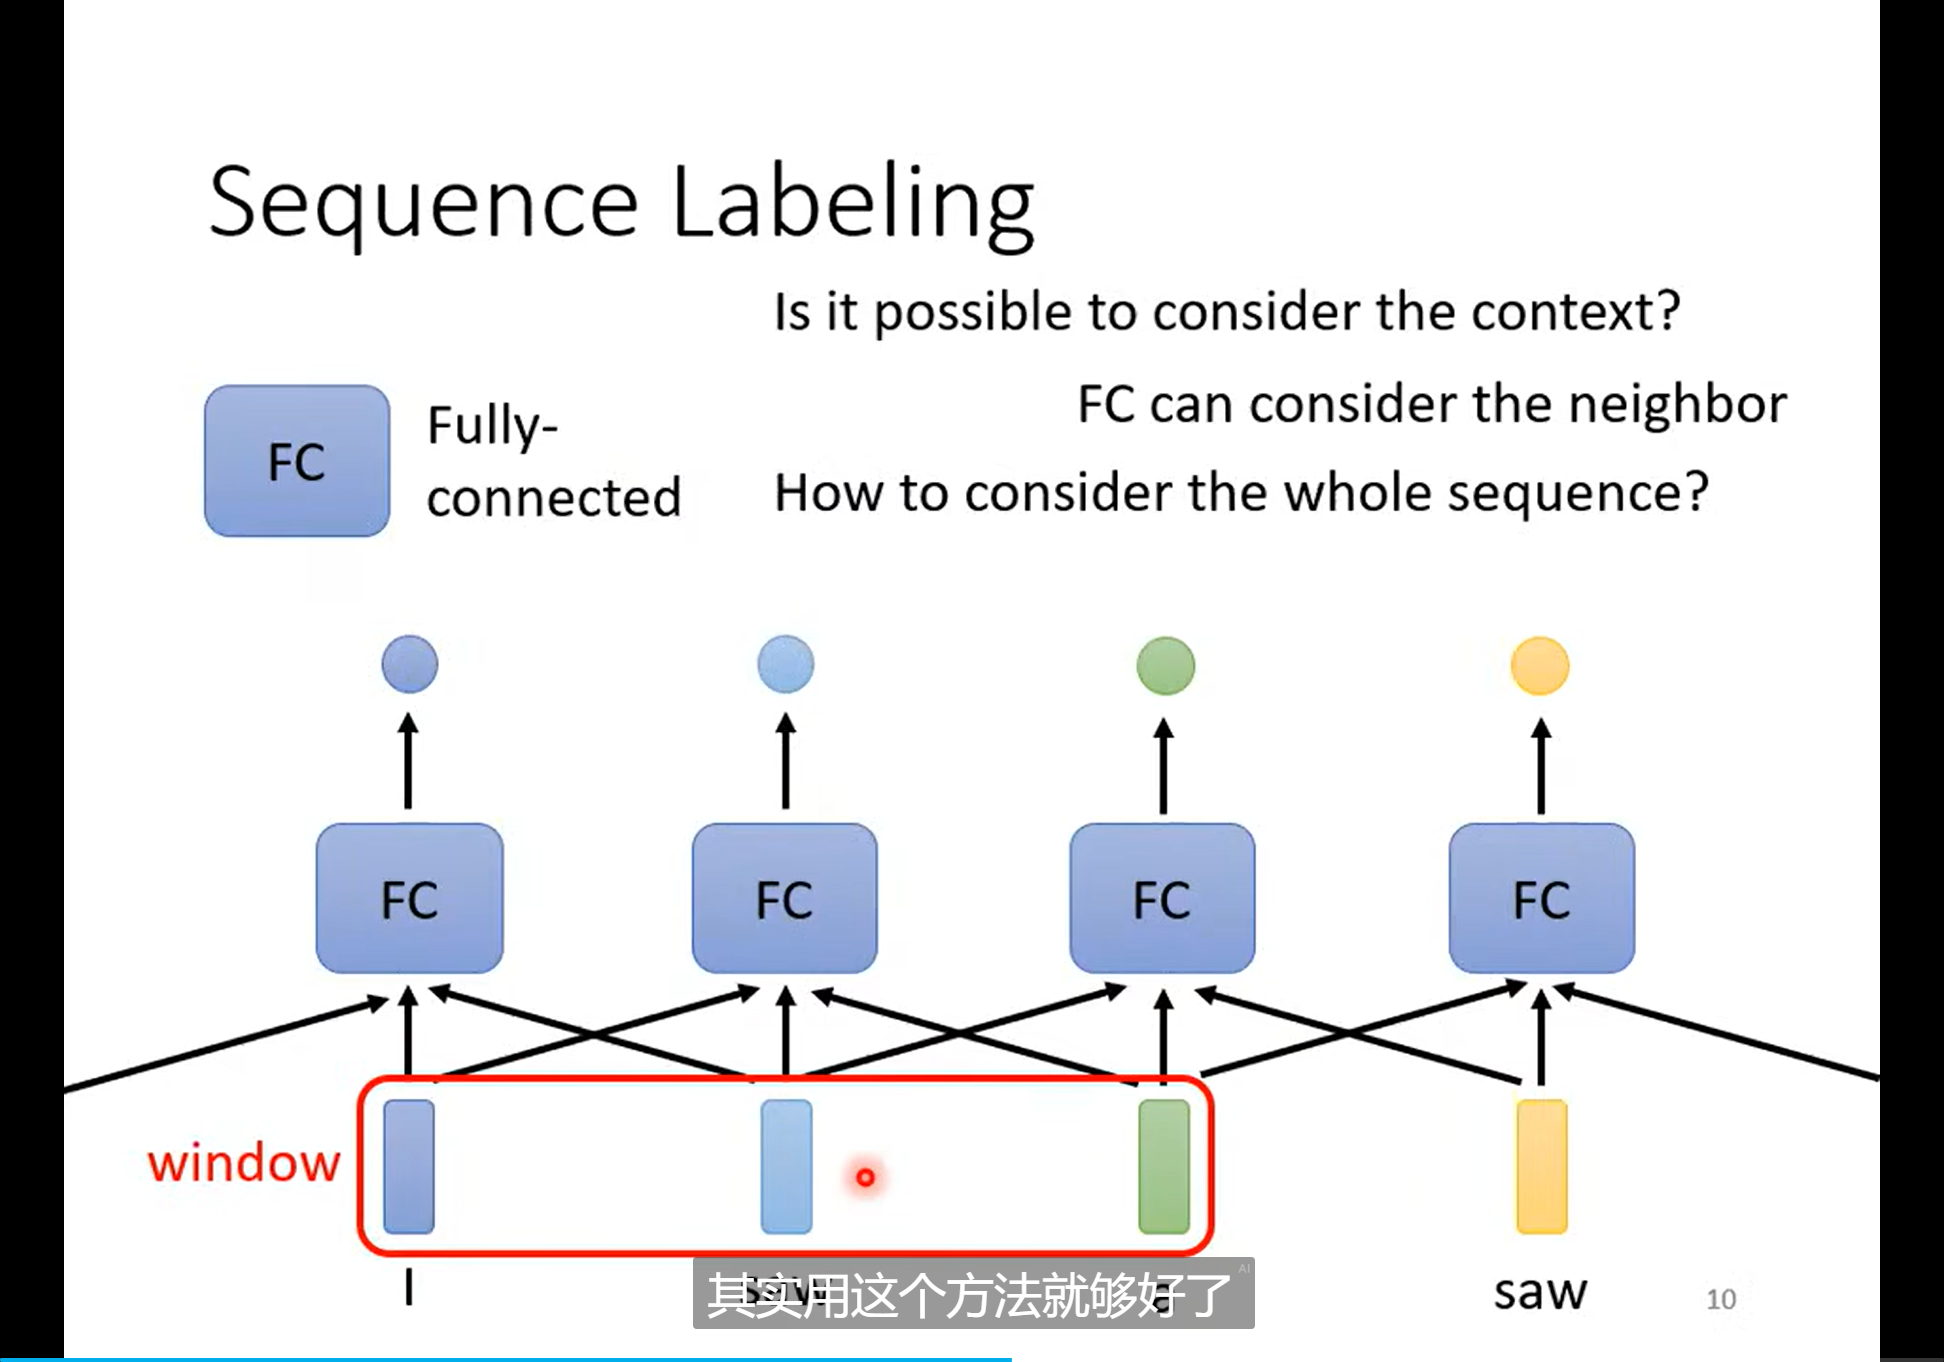 Sequence Labeling
Is it possible to consider the context?
FC can consider the neighbor
FC
Fully-
connected
How to consider the whole sequence?
FC FC FC FC
window
I saw a saw
其实用这个方法就够好了
AI
10